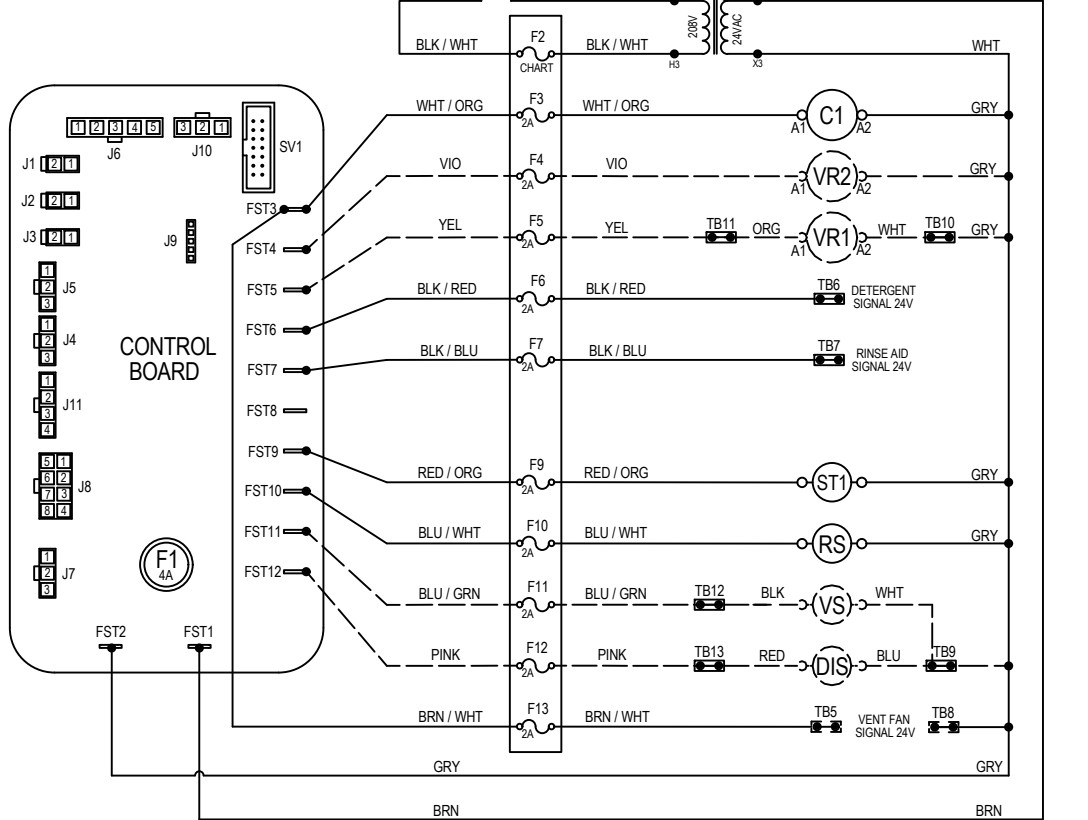 208V
24VAC
F2
BLK / WHT
BLK / WHT
WHT
CHART
H3
X3
F3
WHT / ORG
WHT / ORG
GRY
2A
C1
A1
A2
1 2 3 4 5
3 2 1
J6
J10
SV1
J1
2 1
F4
VIO
VIO
GRY
2A
VR2
A1
A2
J2
2 1
FST3
F5
YEL
YEL
TB11
ORG
WHT
TB10
GRY
2A
VR1
A1
A2
J3
2 1
J9
FST4
J5
1
2
3
FST5
F6
BLK / RED
BLK / RED
TB6
DETERGENT
SIGNAL 24V
2A
J4
1
2
3
FST6
CONTROL
BOARD
F7
BLK / BLU
BLK / BLU
TB7
RINSE AID
SIGNAL 24V
2A
FST7
J11
1
2
3
4
FST8
FST9
F9
RED / ORG
RED / ORG
GRY
2A
ST1
J8
5 1
6 2
7 3
8 4
FST10
F10
BLU / WHT
BLU / WHT
GRY
2A
RS
FST11
F1
4A
J7
1
2
3
FST12
F11
BLU / GRN
BLU / GRN
TB12
BLK
WHT
2A
VS
FST2
FST1
F12
PINK
PINK
TB13
RED
BLU
TB9
2A
DIS
F13
BRN / WHT
BRN / WHT
TB5
VENT FAN
SIGNAL 24V
TB8
2A
GRY
GRY
BRN
BRN